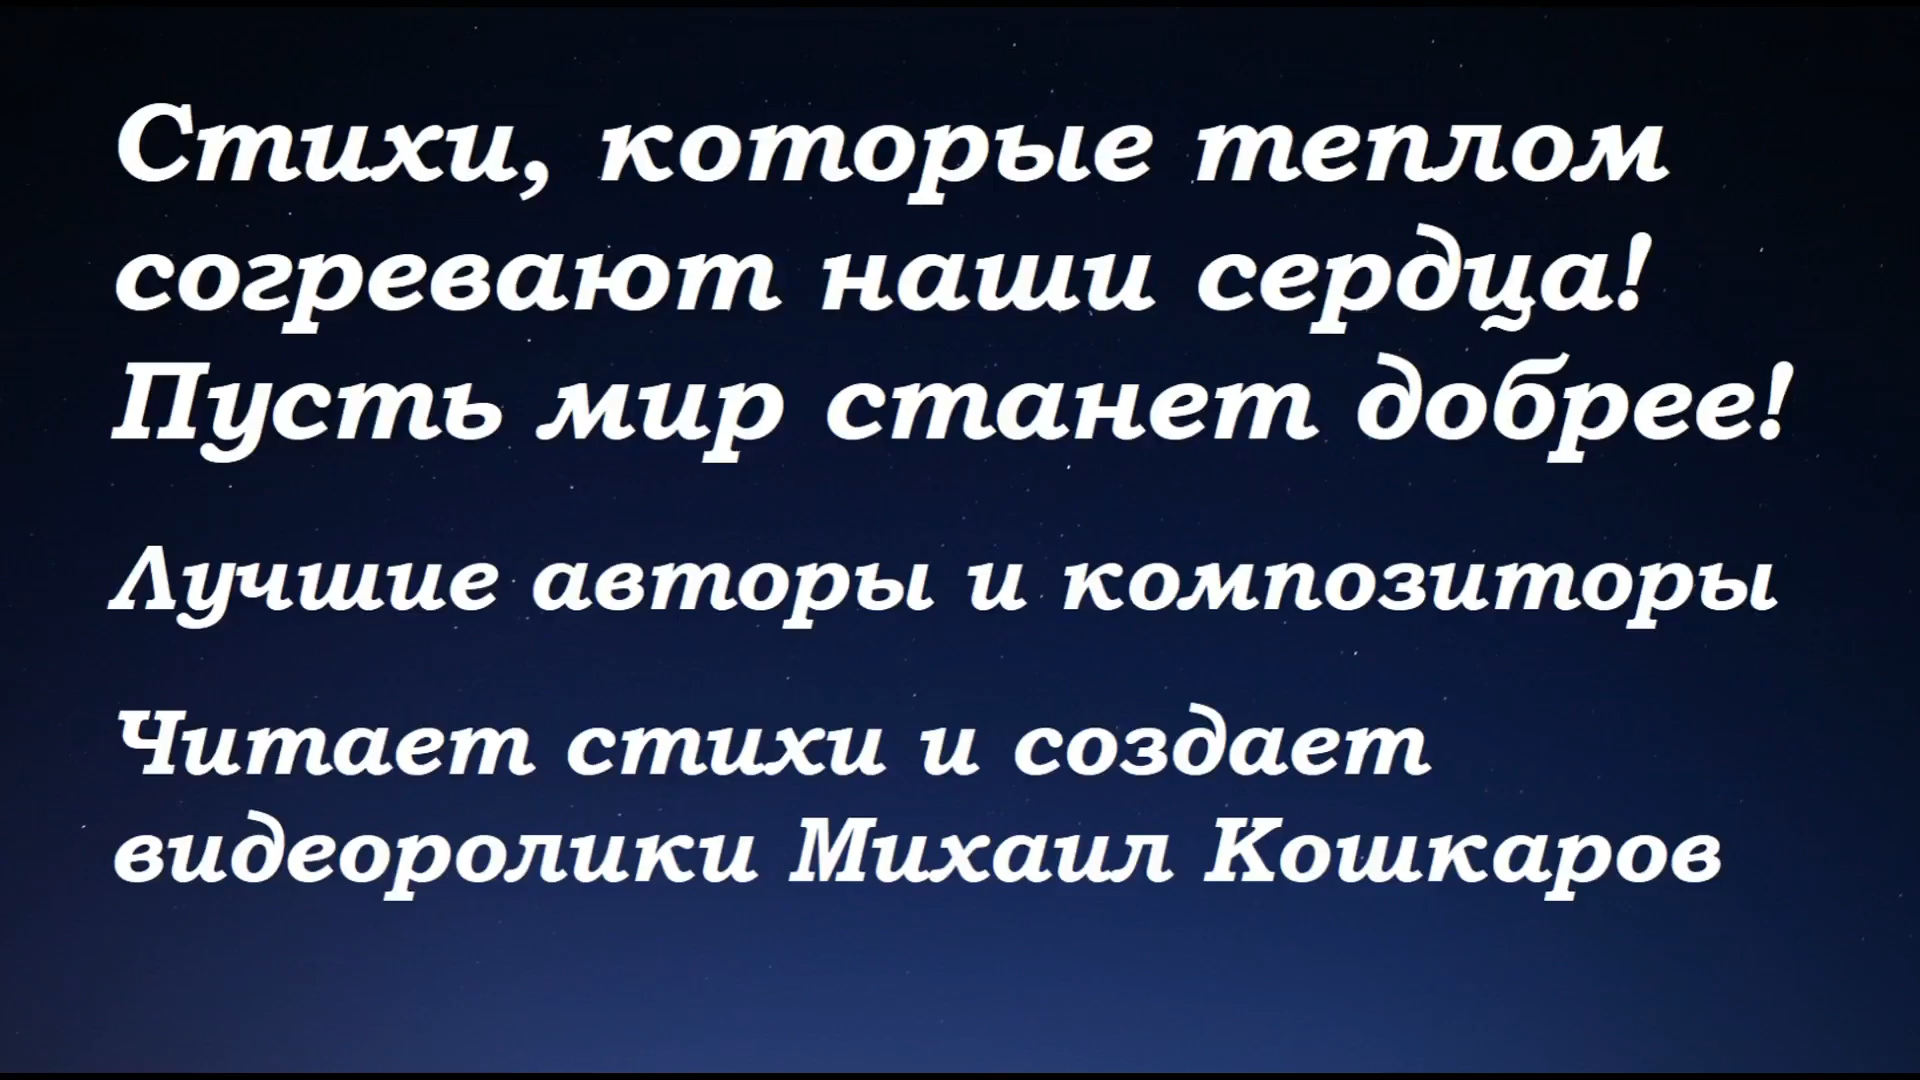 Стихи, которые теплом
согревают наши сердца!
Пусть мир станет добрее!
Лучшие авторы и композиторы
Читает стихи и создает
видеоролики Михаил Кошкаров